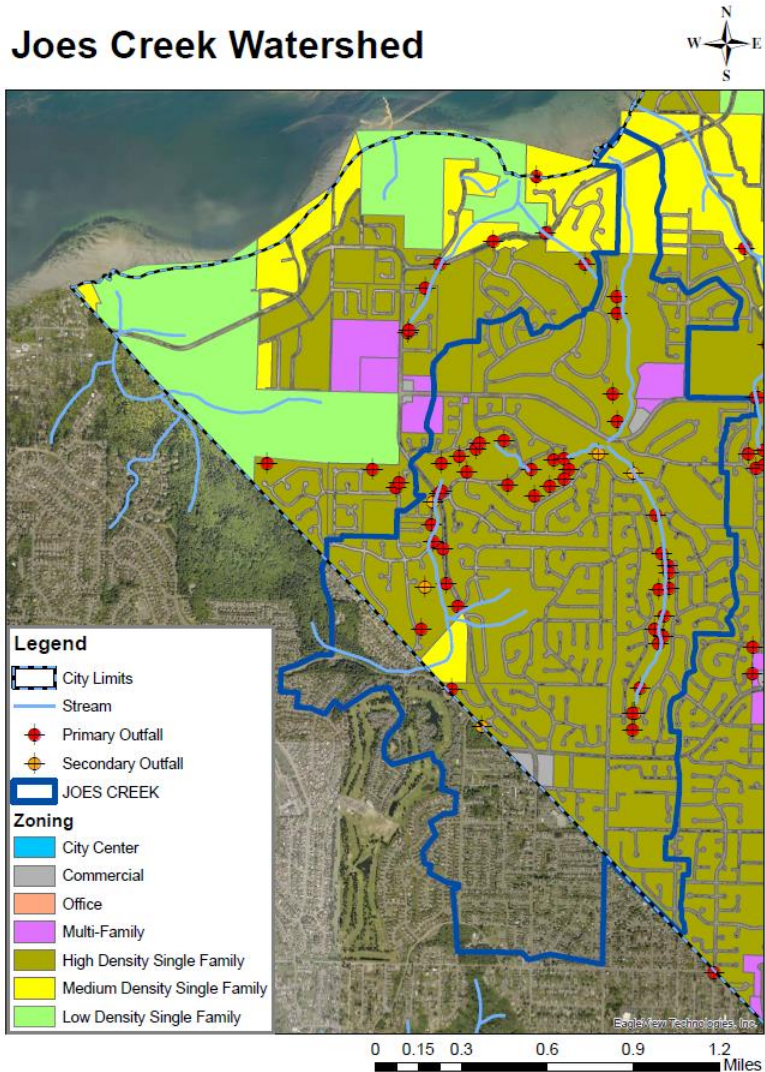 Joes Creek Watershed
N
W E
S
Legend
City Limits
Stream
Primary Outfall
Secondary Outfall
JOES CREEK
Zoning
City Center
Commercial
Office
Multi-Family
High Density Single Family
Medium Density Single Family
Low Density Single Family
EagleView Technologies, Inc.
0 0.15 0.3 0.6 0.9 1.2
Miles